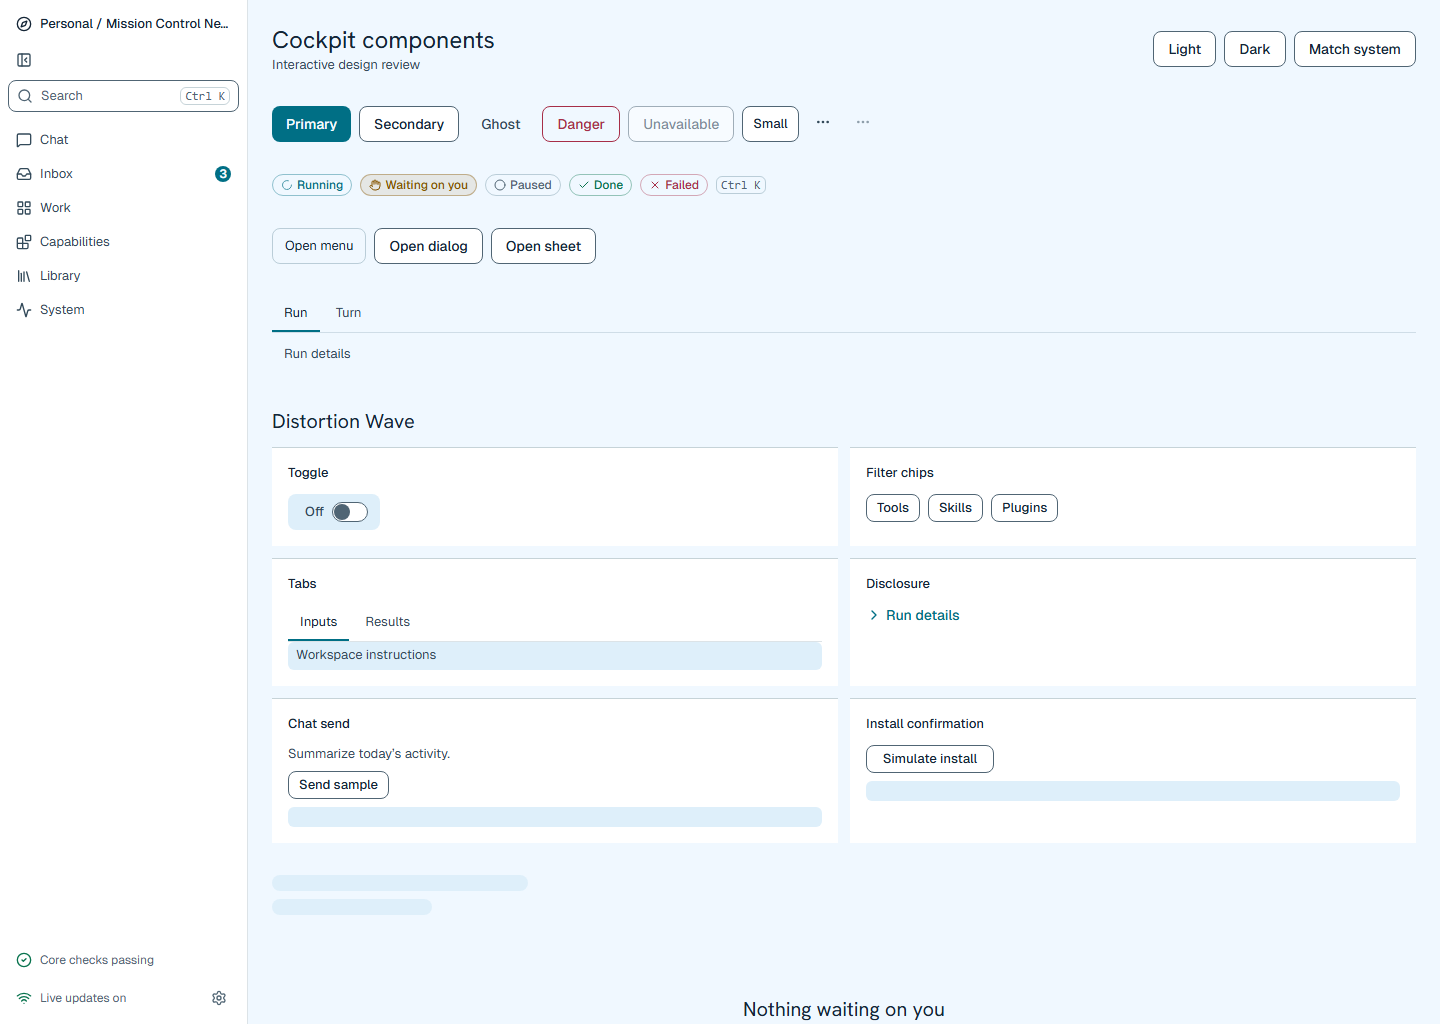 Personal / Mission Control Ne…
Search Ctrl K
Chat
Inbox 3
Work
Capabilities
Library
System
Core checks passing
Live updates on
Cockpit components
Interactive design review
Light Dark Match system
Primary Secondary Ghost Danger Unavailable Small
Running Waiting on you Paused Done Failed Ctrl K
Open menu Open dialog Open sheet
Run Turn
Run details
Distortion Wave
Toggle
Off
Filter chips
Tools Skills Plugins
Tabs
Inputs Results
Workspace instructions
Disclosure
Run details
Chat send
Summarize today's activity.
Send sample
Install confirmation
Simulate install
Nothing waiting on you